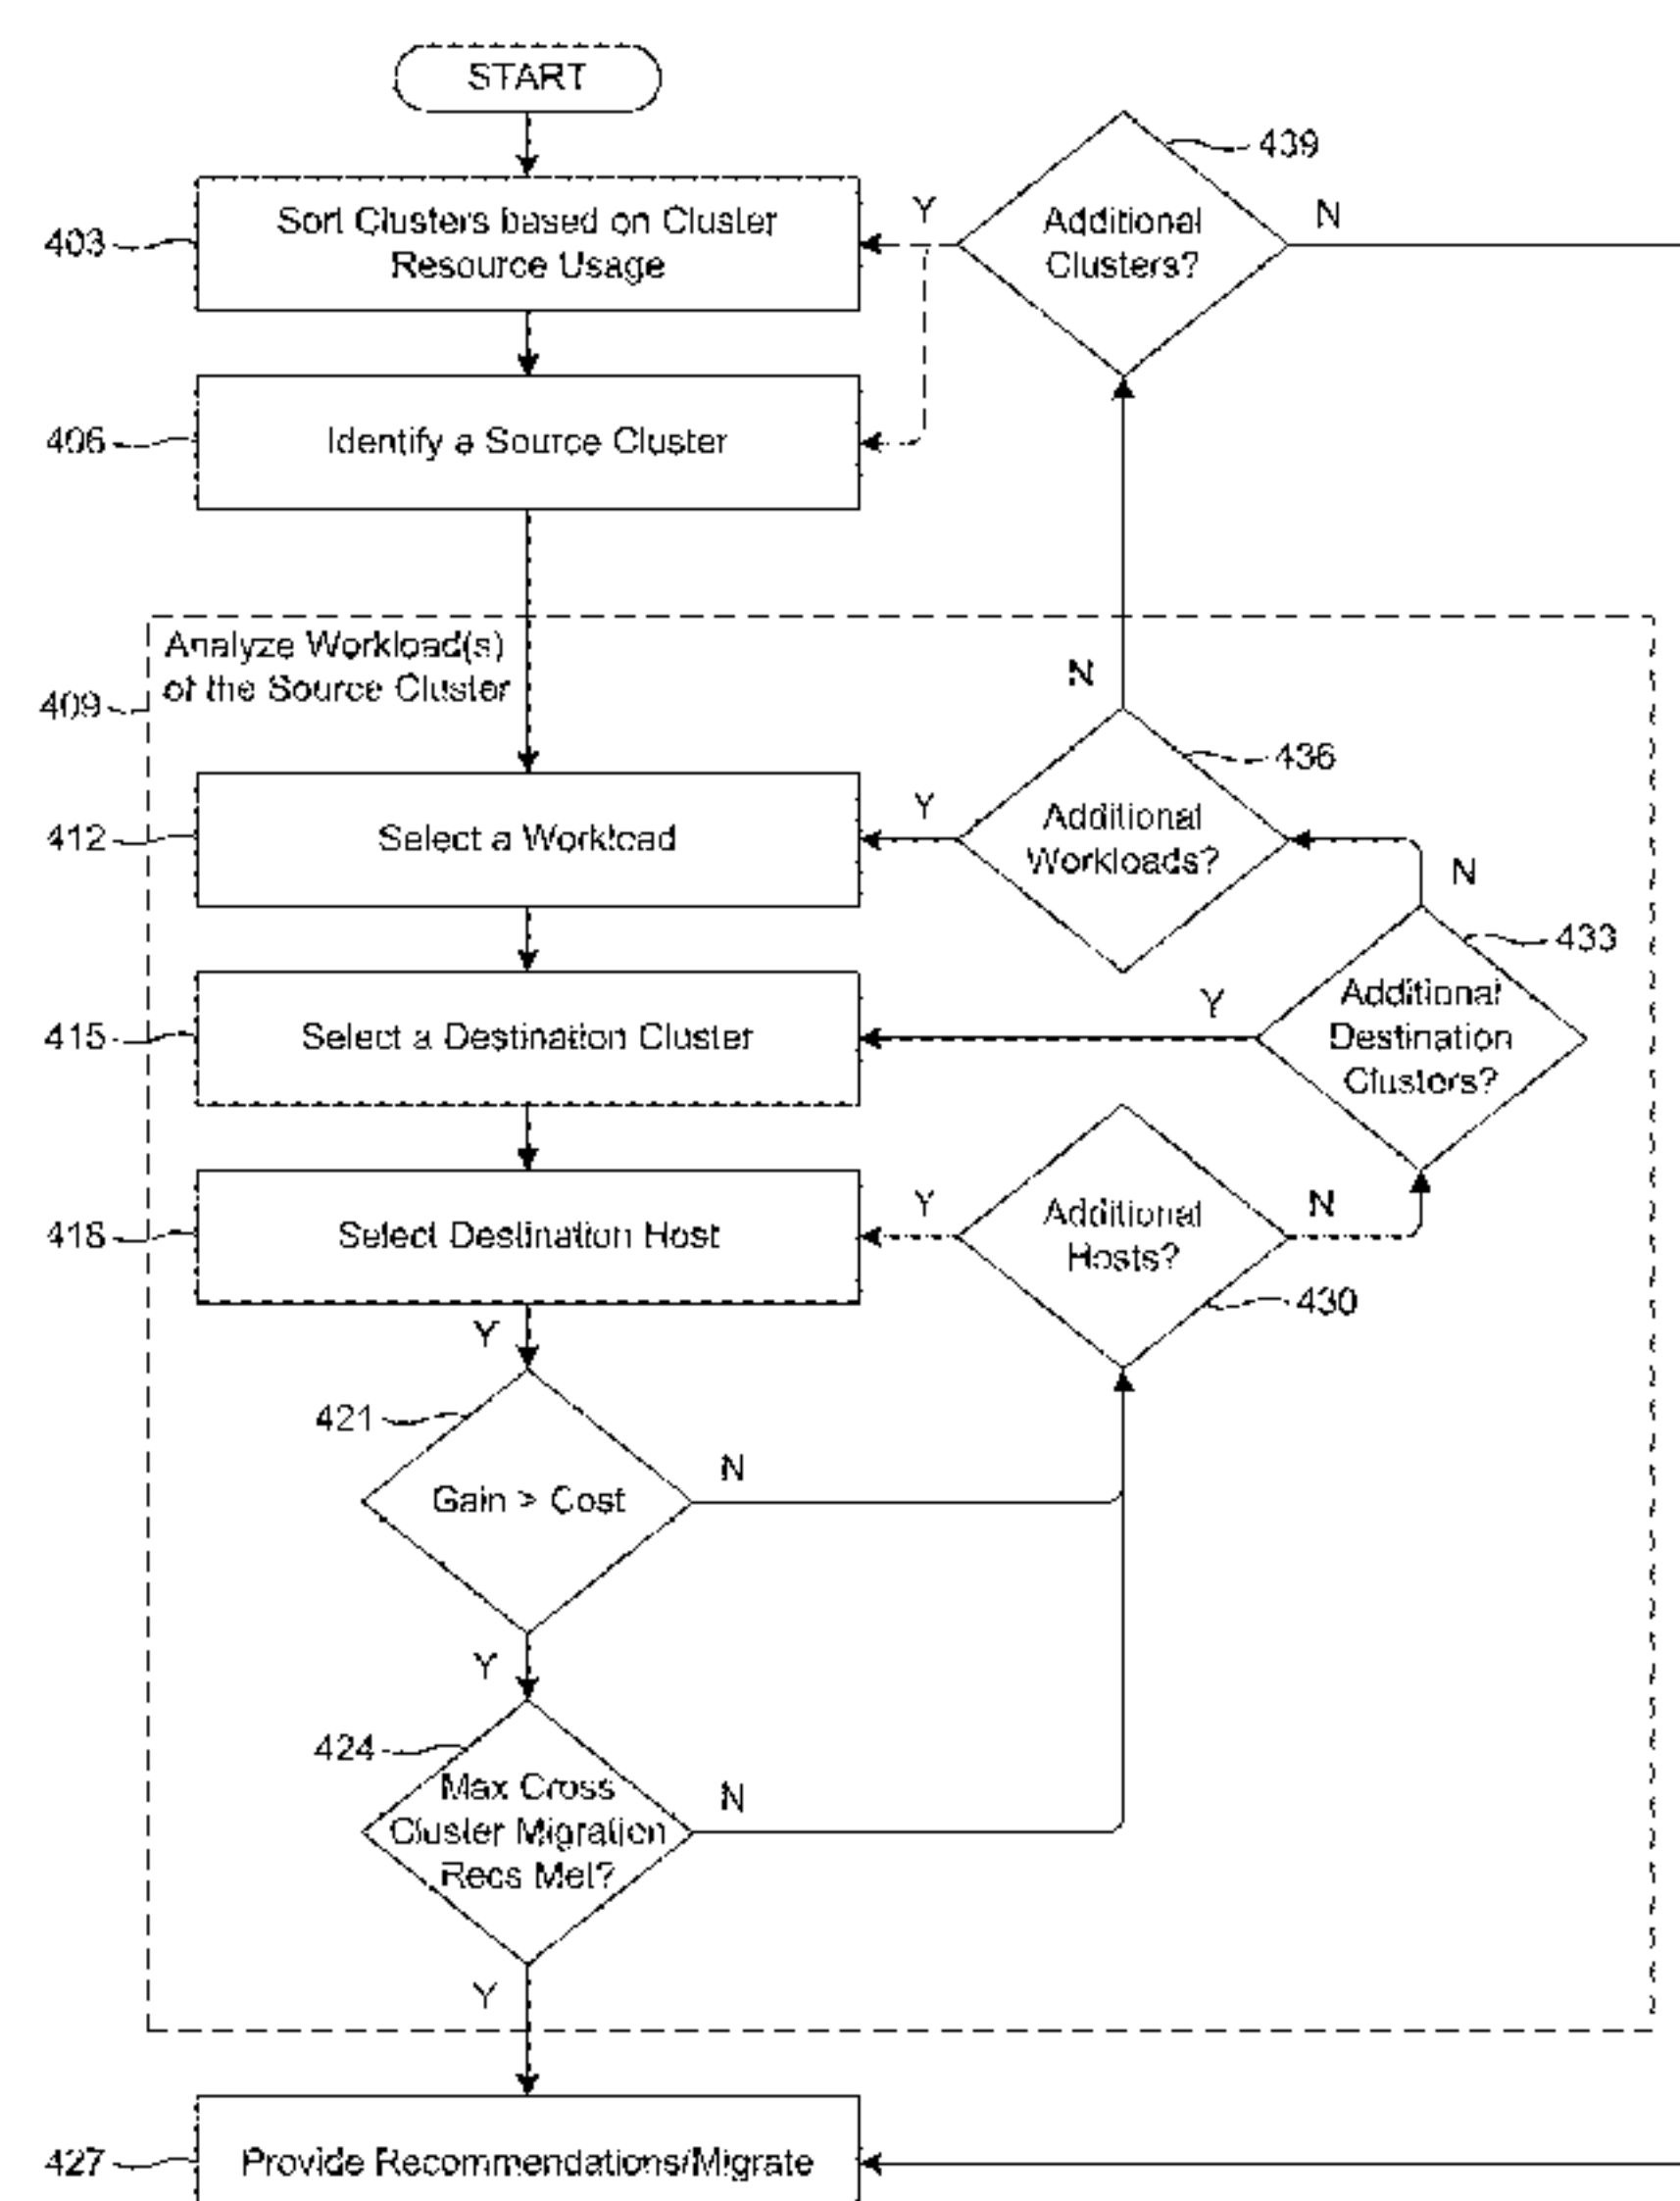 START
439
Y
N
403
Sort Clusters based on Cluster
Resource Usage
Additional
Clusters?
406
Identify a Source Cluster
Analyze Workload(s)
of the Source Cluster
409
N
436
412
Select a Workload
Y
Additional
Workloads?
N
433
415
Select a Destination Cluster
Y
Additional
Destination
Clusters?
418
Select Destination Host
Y
Additional
Hosts?
N
430
Y
421
Gain > Cost
N
Y
424
Max Cross
Cluster Migration
Recs Met?
N
Y
427
Provide Recommendations/Migrate